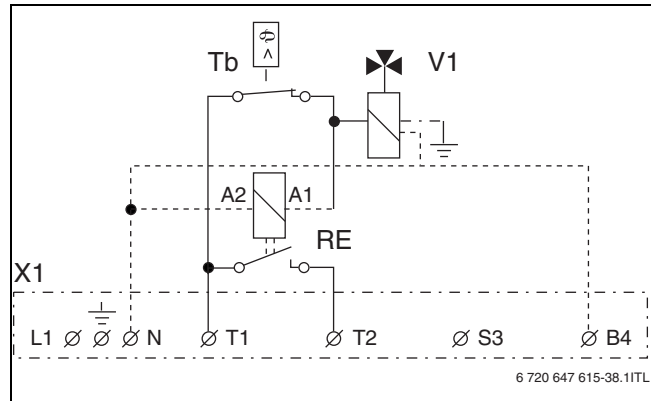 ϑ <
Tb
V1
A2 A1
RE
X1
L1 N T1 T2 S3 B4
6 720 647 615-38.1ITL